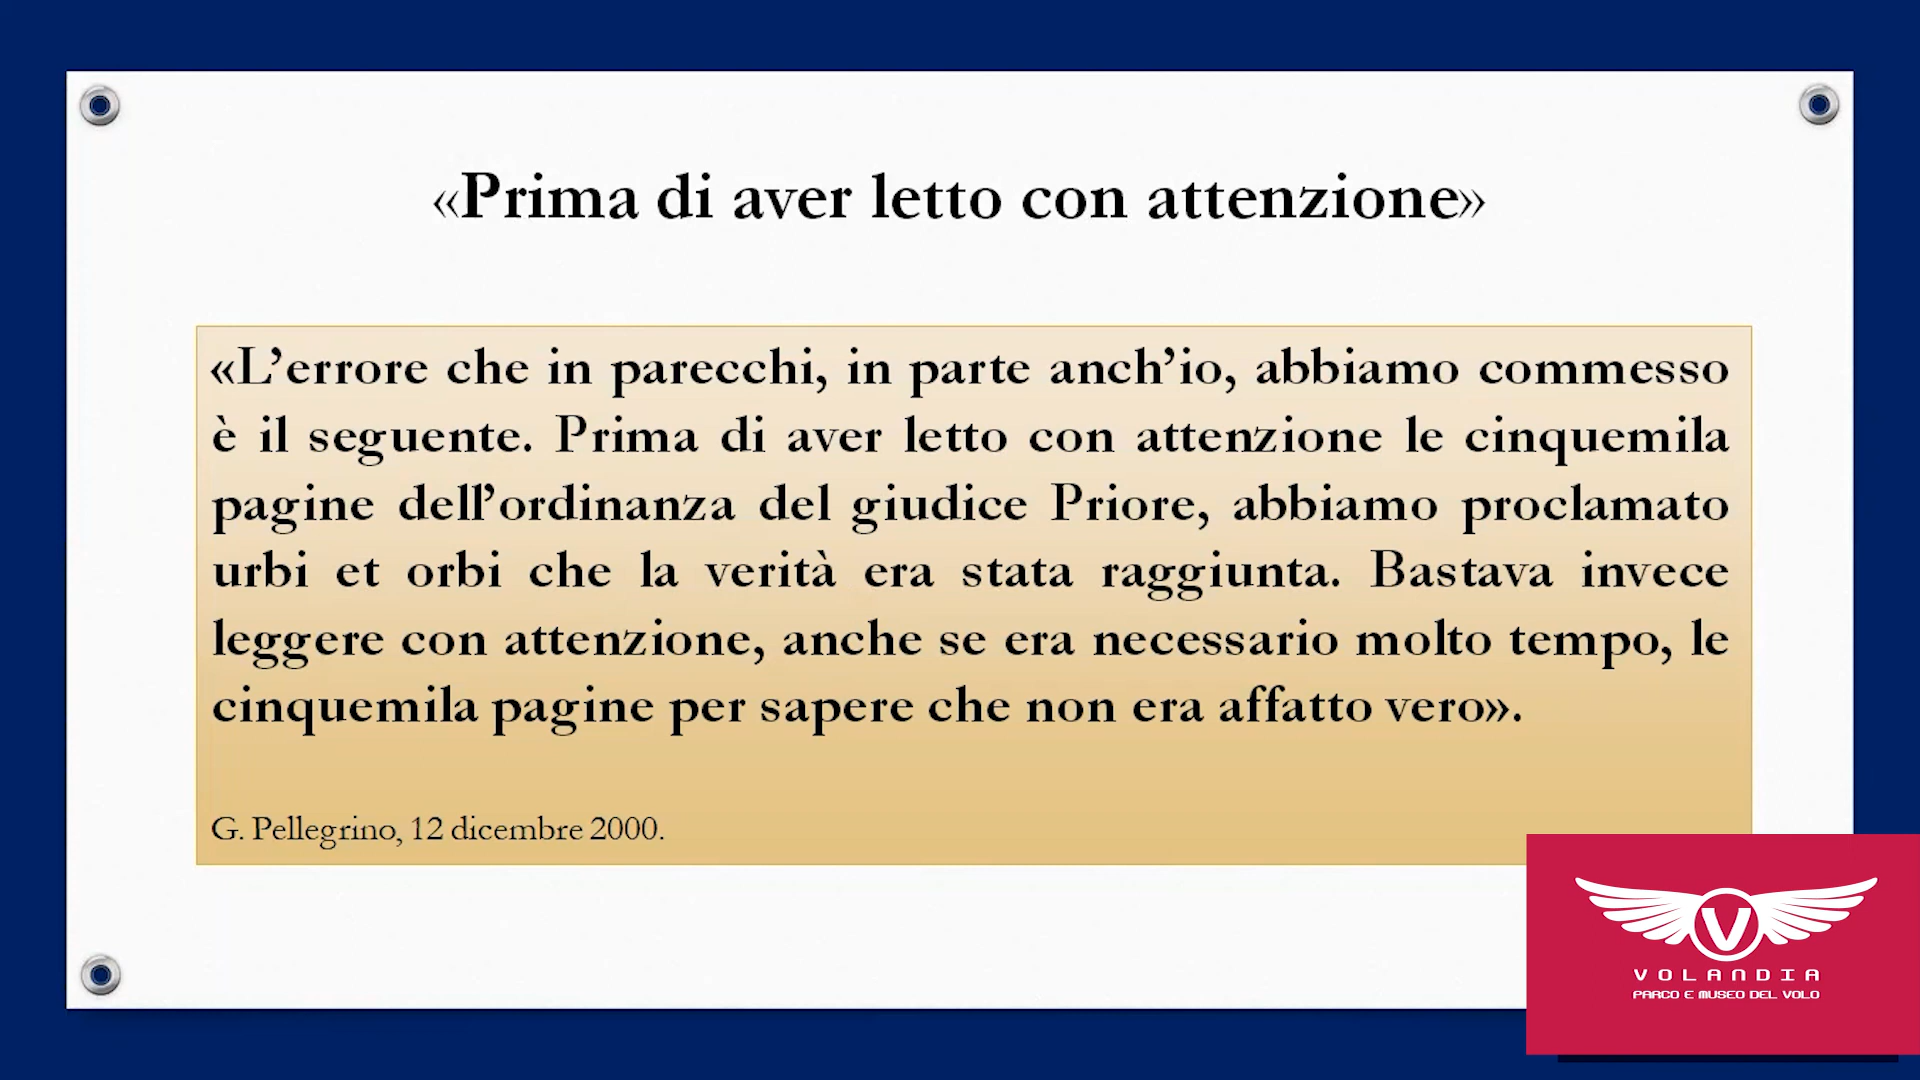 «Prima di aver letto con attenzione»
«L’errore che in parecchi, in parte anch’io, abbiamo commesso
è il seguente. Prima di aver letto con attenzione le cinquemila
pagine dell’ordinanza del giudice Priore, abbiamo proclamato
urbi et orbi che la verità era stata raggiunta. Bastava invece
leggere con attenzione, anche se era necessario molto tempo, le
cinquemila pagine per sapere che non era affatto vero».
G. Pellegrino, 12 dicembre 2000.
V
VOLANDIA
PARCO E MUSEO DEL VOLO